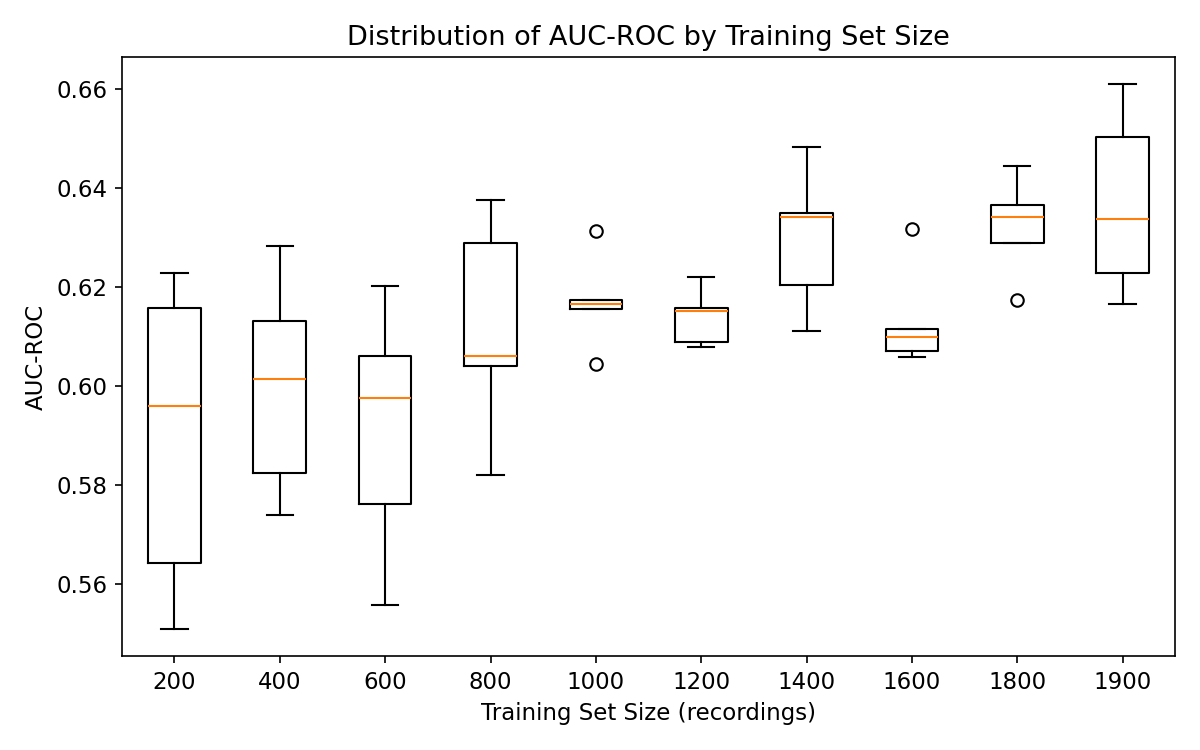 Distribution of AUC-ROC by Training Set Size
AUC-ROC
0.66
0.64
0.62
0.60
0.58
0.56
200 400 600 800 1000 1200 1400 1600 1800 1900
Training Set Size (recordings)